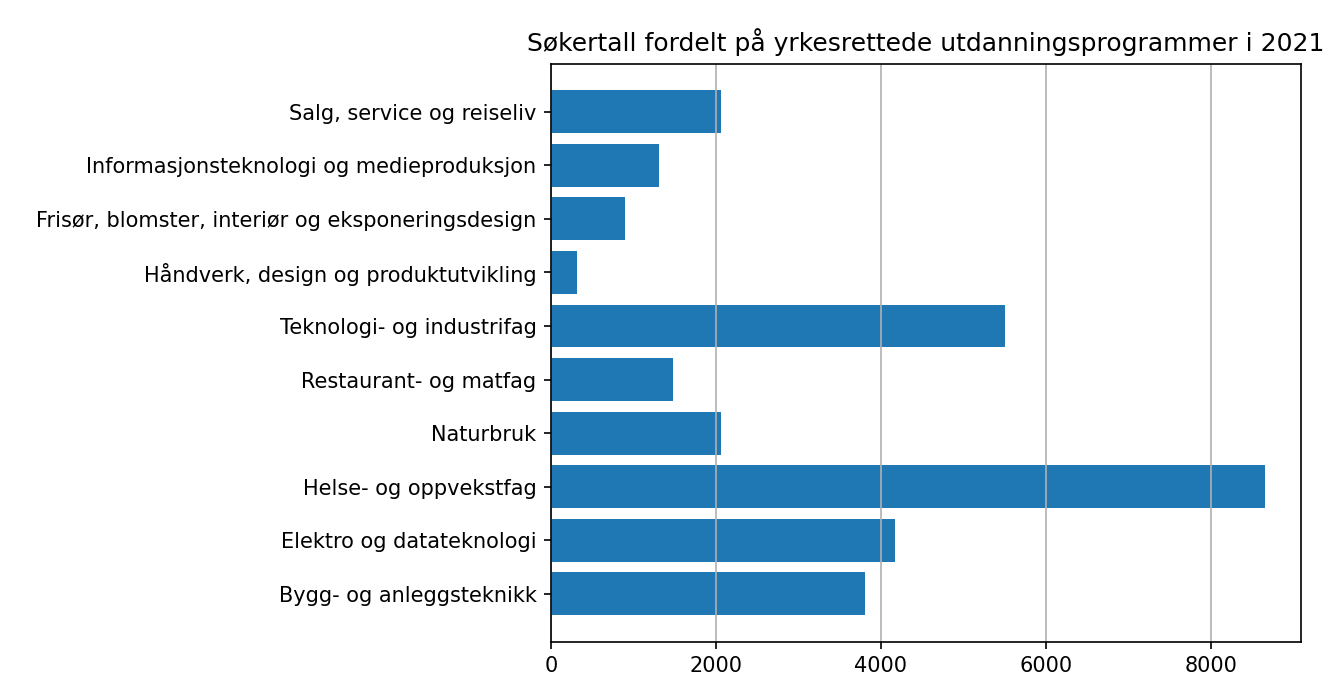 Søkertall fordelt på yrkesrettede utdanningsprogrammer i 2021
Salg, service og reiseliv
Informasjonsteknologi og medieproduksjon
Frisør, blomster, interiør og eksponeringsdesign
Håndverk, design og produktutvikling
Teknologi- og industrifag
Restaurant- og matfag
Naturbruk
Helse- og oppvekstfag
Elektro og datateknologi
Bygg- og anleggsteknikk
0 2000 4000 6000 8000